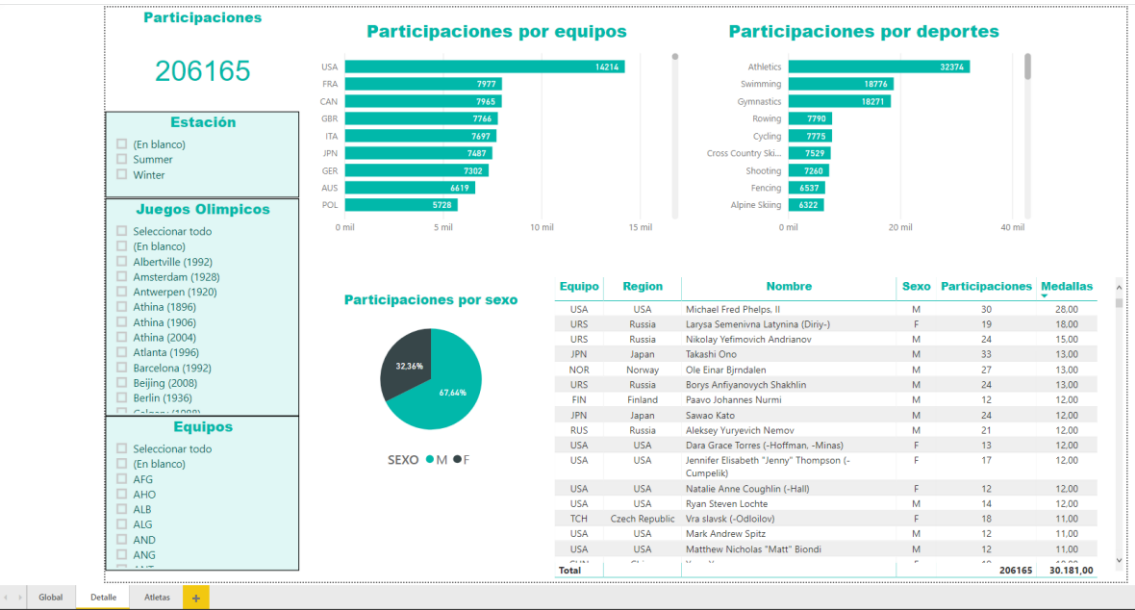 Participaciones
206165
Estación
(En blanco)
Summer
Winter
Juegos Olimpicos
Seleccionar todo
(En blanco)
Albertville (1992)
Amsterdam (1928)
Antwerpen (1920)
Athina (1896)
Athina (1906)
Athina (2004)
Atlanta (1996)
Barcelona (1992)
Beijing (2008)
Berlin (1936)
Equipos
Seleccionar todo
(En blanco)
AFG
AHO
ALB
ALG
AND
ANG
Participaciones por equipos
USA 14214
FRA 7977
CAN 7965
GBR 7766
ITA 7697
JPN 7487
GER 7302
AUS 6619
POL 5728
0 mil 5 mil 10 mil 15 mil
Participaciones por deportes
Athletics 32374
Swimming 18776
Gymnastics 18271
Rowing 7790
Cycling 7775
Cross Country Ski... 7529
Shooting 7260
Fencing 6537
Alpine Skiing 6322
0 mil 20 mil 40 mil
Participaciones por sexo
32,36%
67,64%
SEXO M F
Equipo Region Nombre Sexo Participaciones Medallas
USA USA Michael Fred Phelps, II M 30 28.00
URS Russia Larysa Semenivna Latynina (Diriy-) F 19 18.00
URS Russia Nikolay Yefimovich Andrianov M 24 15.00
JPN Japan Takashi Ono M 33 13.00
NOR Norway Ole Einar Bjrndalen M 27 13.00
URS Russia Borys Anfiyanovych Shakhlin M 24 13.00
FIN Finland Paavo Johannes Nurmi M 12 12.00
JPN Japan Sawao Kato M 24 12.00
RUS Russia Aleksey Yuryevich Nemov M 21 12.00
USA USA Dara Grace Torres (-Hoffman, -Minas) F 13 12.00
USA USA Jennifer Elisabeth "Jenny" Thompson (- F 17 12.00
Cumpelik)
USA USA Natalie Anne Coughlin (-Hall) F 12 12.00
USA USA Ryan Steven Lochte M 14 12.00
TCH Czech Republic Vra slavsk (-Odloilov) F 18 11.00
USA USA Mark Andrew Spitz M 12 11.00
USA USA Matthew Nicholas "Matt" Biondi M 12 11.00
Total 206165 30.181,00
Global Detalle Atletas +